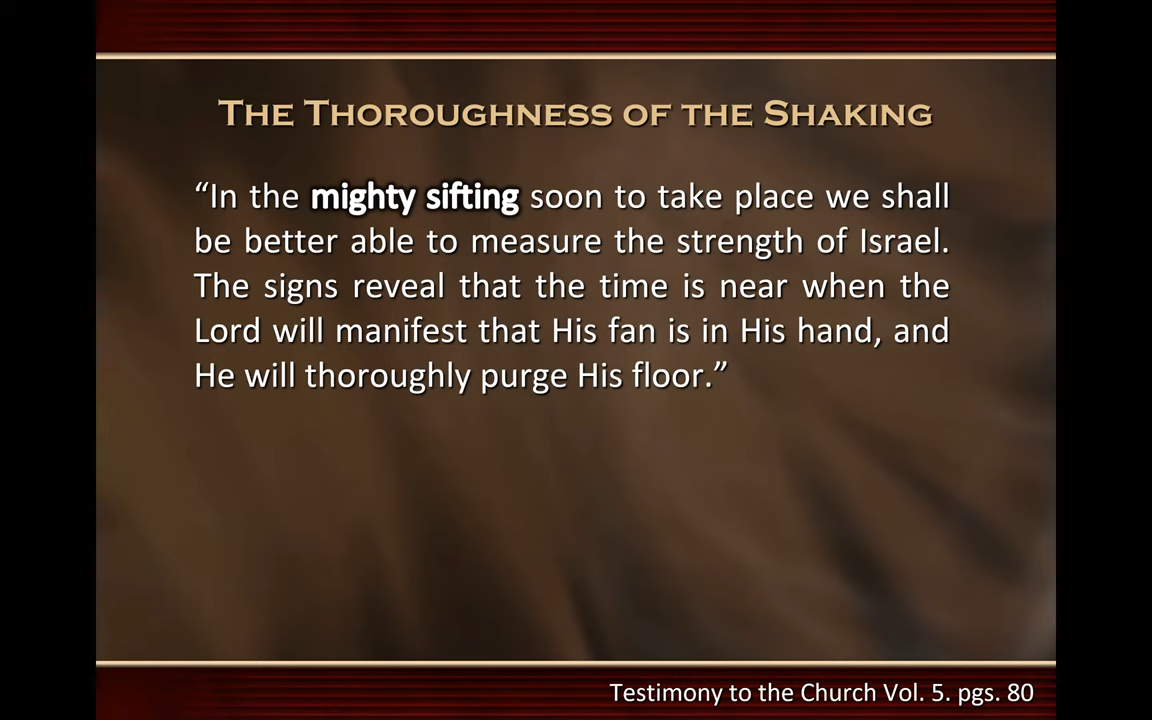 THE THOROUGHNESS OF THE SHAKING
“In the mighty sifting soon to take place we shall
be better able to measure the strength of Israel.
The signs reveal that the time is near when the
Lord will manifest that His fan is in His hand, and
He will thoroughly purge His floor.”
Testimony to the Church Vol. 5. pgs. 80